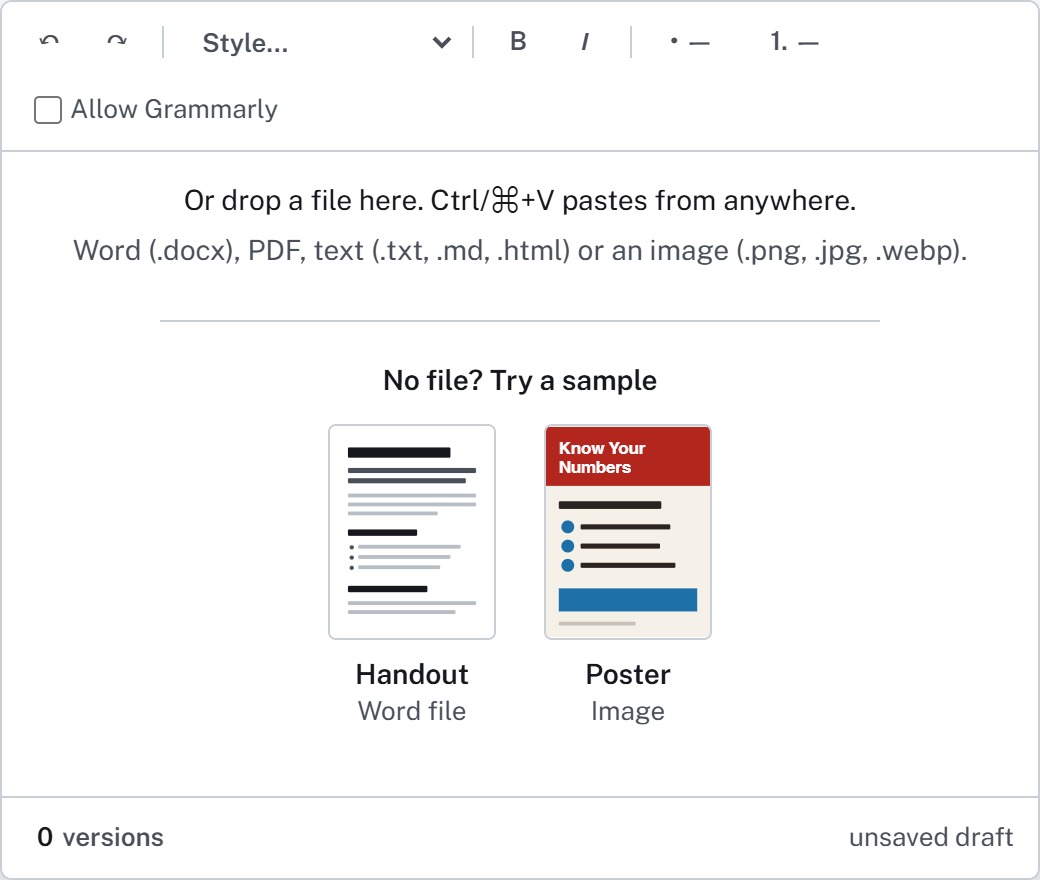 Style...
B
I
• —
1. —
Allow Grammarly
Or drop a file here. Ctrl/⌘+V pastes from anywhere.
Word (.docx), PDF, text (.txt, .md, .html) or an image (.png, .jpg, .webp).
No file? Try a sample
Know Your
Numbers
Handout
Word file
Poster
Image
0 versions
unsaved draft